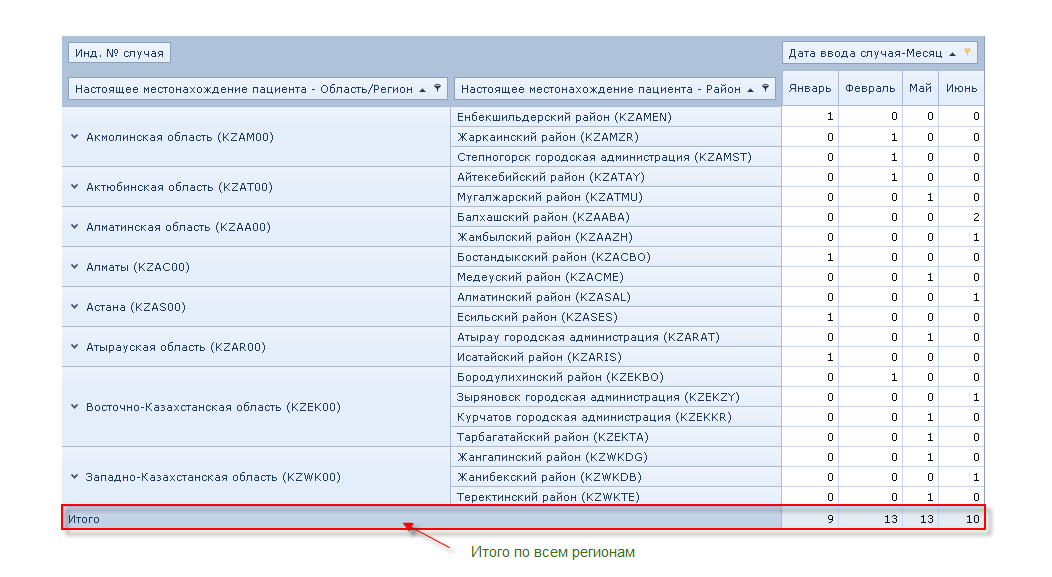 Инд. № случая
Дата ввода случая-Месяц
Настоящее местонахождение пациента - Область/Регион Настоящее местонахождение пациента - Район Январь Февраль Май Июнь
Акмолинская область (KZAM00) Енбекшильдерский район (KZAMEN) 1 0 0 0
Жаркаинский район (KZAMZR) 0 1 0 0
Степногорск городская администрация (KZAMST) 0 1 0 0
Актюбинская область (KZAT00) Айтекебийский район (KZATAY) 0 1 0 0
Мугалжарский район (KZATMU) 0 0 1 0
Алматинская область (KZAA00) Балхашский район (KZAABA) 0 0 0 2
Жамбылский район (KZAAZH) 0 0 0 1
Алматы (KZAC00) Бостандыкский район (KZACBO) 1 0 0 0
Медеуский район (KZACME) 0 0 1 0
Астана (KZAS00) Алматинский район (KZASAL) 0 0 0 1
Есильский район (KZASES) 1 0 0 0
Атырауская область (KZAR00) Атырау городская администрация (KZARAT) 0 0 1 0
Исатайский район (KZARIS) 1 0 0 0
Восточно-Казахстанская область (KZEK00) Бородулихинский район (KZEKBO) 0 1 0 0
Зыряновск городская администрация (KZEKZY) 0 0 0 1
Курчатов городская администрация (KZEKKR) 0 0 1 0
Тарбагатайский район (KZEKTA) 0 0 1 0
Западно-Казахстанская область (KZWK00) Жангалинский район (KZWKDG) 0 0 1 0
Жанибекский район (KZWKDB) 0 0 0 1
Теректинский район (KZWKTE) 0 0 1 0
Итого 9 13 13 10
Итого по всем регионам